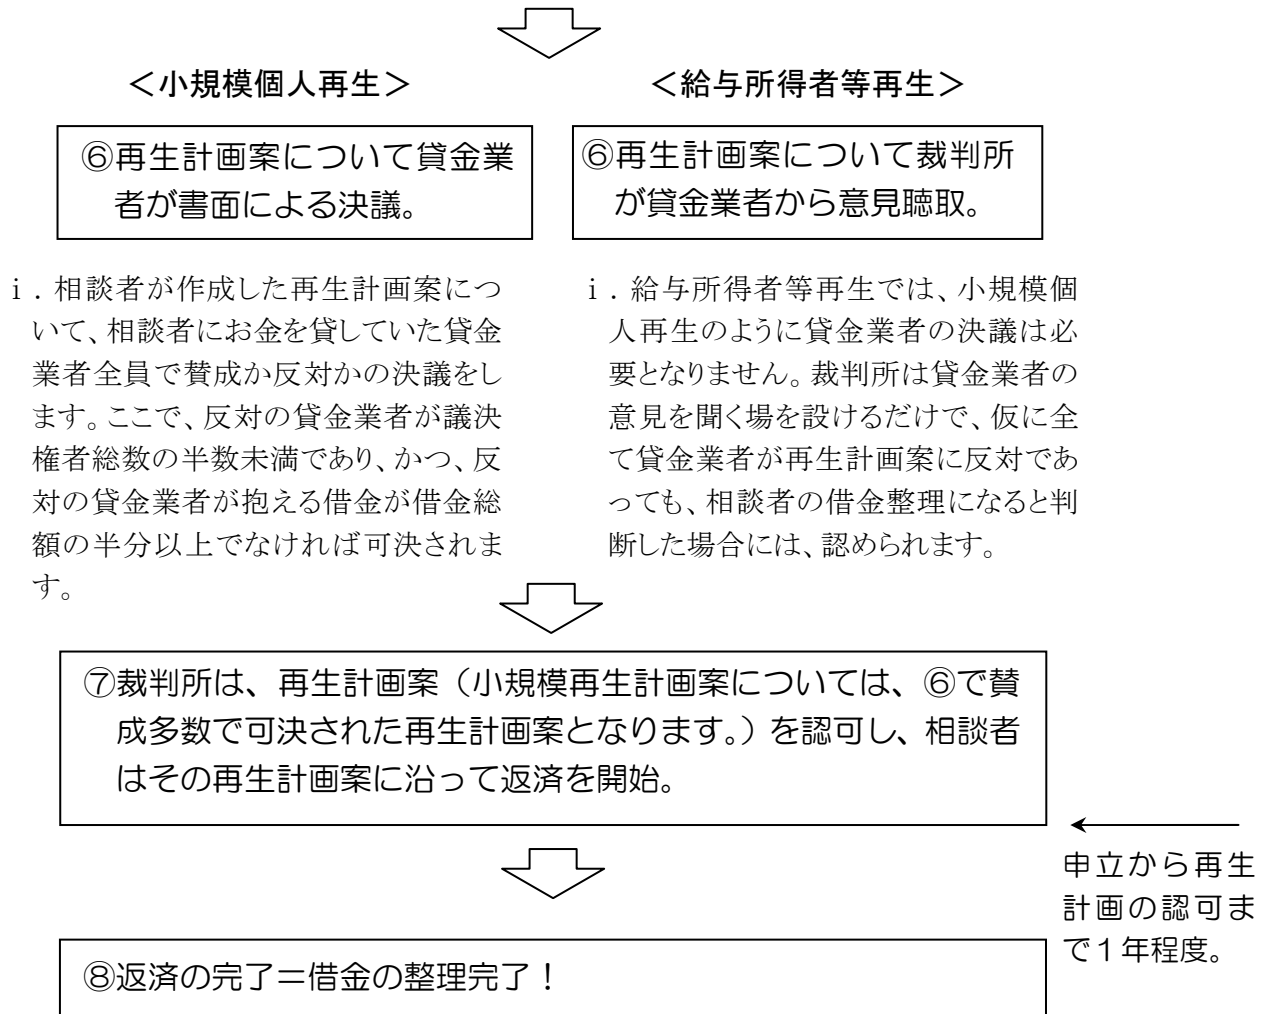 ＜小規模個人再生＞
⑥再生計画案について貸金業
者が書面による決議。
ⅰ．相談者が作成した再生計画案につ
いて、相談者にお金を貸していた貸金
業者全員で賛成か反対かの決議をし
ます。ここで、反対の貸金業者が議決
権者総数の半数未満であり、かつ、反
対の貸金業者が抱える借金が借金総
額の半分以上でなければ可決されま
す。
＜給与所得者等再生＞
⑥再生計画案について裁判所
が貸金業者から意見聴取。
ⅰ．給与所得者等再生では、小規模個
人再生のように貸金業者の決議は必
要となりません。裁判所は貸金業者の
意見を聞く場を設けるだけで、仮に全
て貸金業者が再生計画案に反対であ
っても、相談者の借金整理になると判
断した場合には、認められます。
⑦裁判所は、再生計画案（小規模再生計画案については、⑥で賛
成多数で可決された再生計画案となります。）を認可し、相談者
はその再生計画案に沿って返済を開始。
申立から再生
計画の認可ま
で１年程度。
⑧返済の完了＝借金の整理完了！